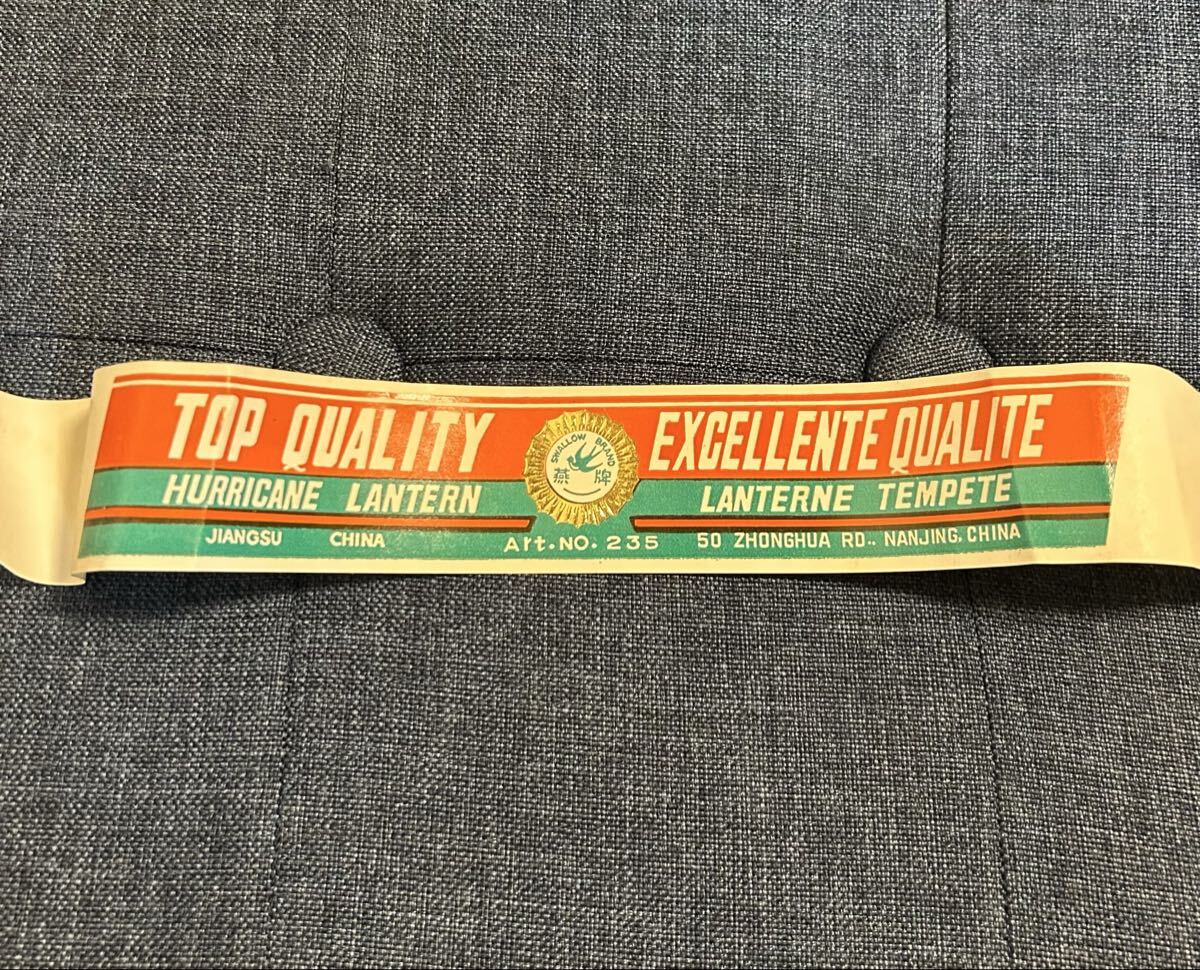 TOP QUALITY
HURRICANE LANTERN
JIANGSU CHINA
SWALLOW BRAND
燕 牌
Art.NO.235
EXCELLENTE QUALITE
LANTERNE TEMPETE
50 ZHONGHUA RD., NANJING, CHINA